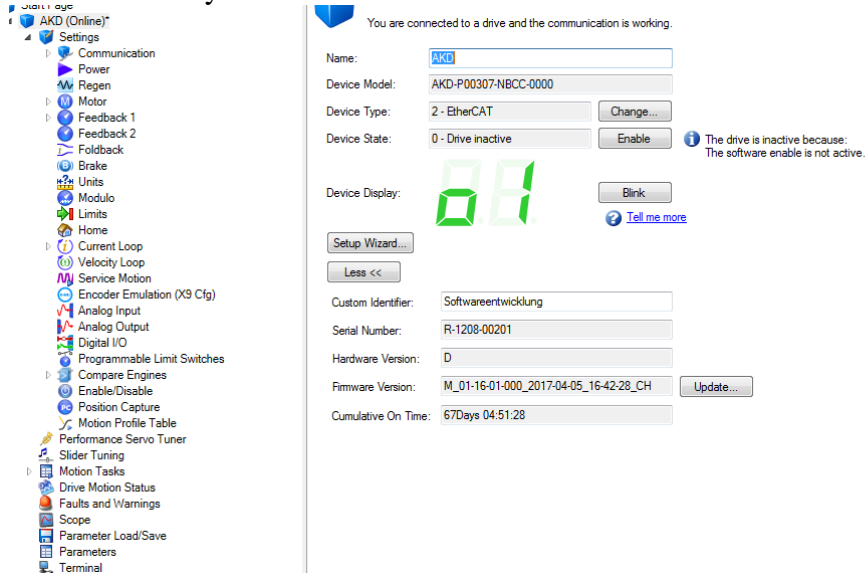 Start Page
AKD (Online)*
Settings
Communication
Power
Regen
Motor
Feedback 1
Feedback 2
Foldback
Brake
Units
Modulo
Limits
Home
Current Loop
Velocity Loop
Service Motion
Encoder Emulation (X9 Cfg)
Analog Input
Analog Output
Digital I/O
Programmable Limit Switches
Compare Engines
Enable/Disable
Position Capture
Motion Profile Table
Performance Servo Tuner
Slider Tuning
Motion Tasks
Drive Motion Status
Faults and Warnings
Scope
Parameter Load/Save
Parameters
Terminal
You are connected to a drive and the communication is working.
Name: AKD
Device Model: AKD-P00307-NBCC-0000
Device Type: 2 - EtherCAT Change...
Device State: 0 - Drive inactive Enable The drive is inactive because:
The software enable is not active.
Device Display: o1 Blink
Tell me more
Setup Wizard...
Less <<
Custom Identifier: Softwareentwicklung
Serial Number: R-1208-00201
Hardware Version: D
Firmware Version: M_01-16-01-000_2017-04-05_16-42-28_CH Update...
Cumulative On Time: 67Days 04:51:28